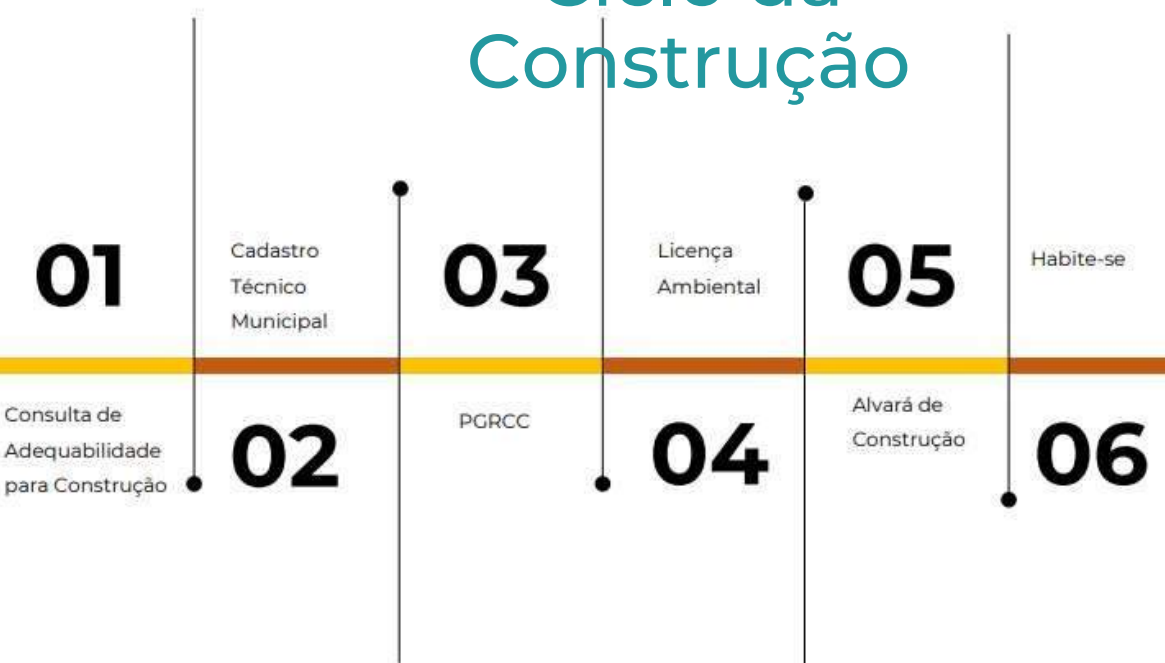 Construção
01
Consulta de
Adequabilidade
para Construção
Cadastro
Técnico
Municipal
02
03
PGRCC
Licença
Ambiental
04
05
Alvará de
Construção
Habite-se
06